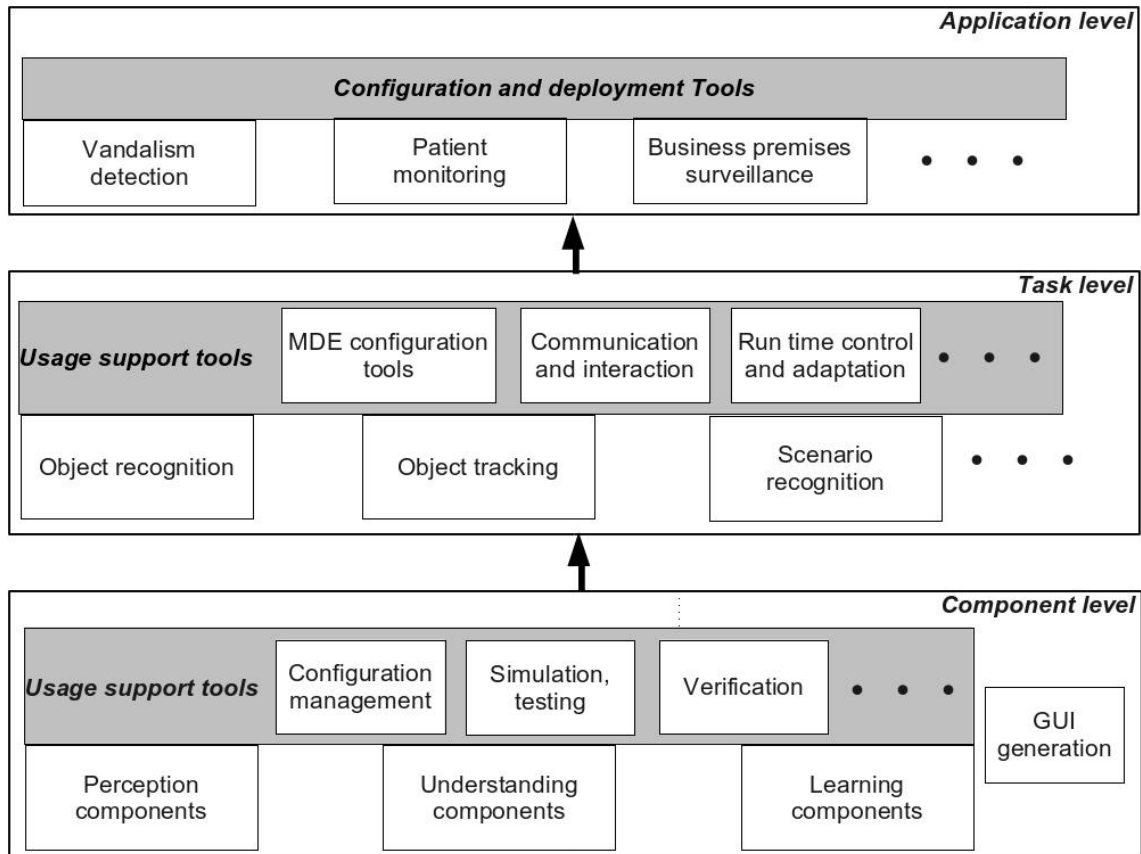 Application level
Configuration and deployment Tools
Vandalism
detection
Patient
monitoring
Business premises
surveillance
• • •
Task level
Usage support tools
MDE configuration
tools
Communication
and interaction
Run time control
and adaptation
• • •
Object recognition
Object tracking
Scenario
recognition
• • •
Component level
Usage support tools
Configuration
management
Simulation,
testing
Verification
• • •
GUI
generation
Perception
components
Understanding
components
Learning
components